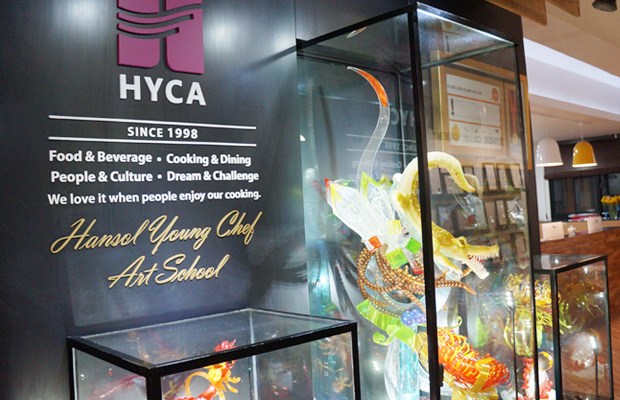 HYCA
SINCE 1998
Food & Beverage • Cooking & Dining
People & Culture • Dream & Challenge
We love it when people enjoy our cooking.
Hansol Young Chef
Art School